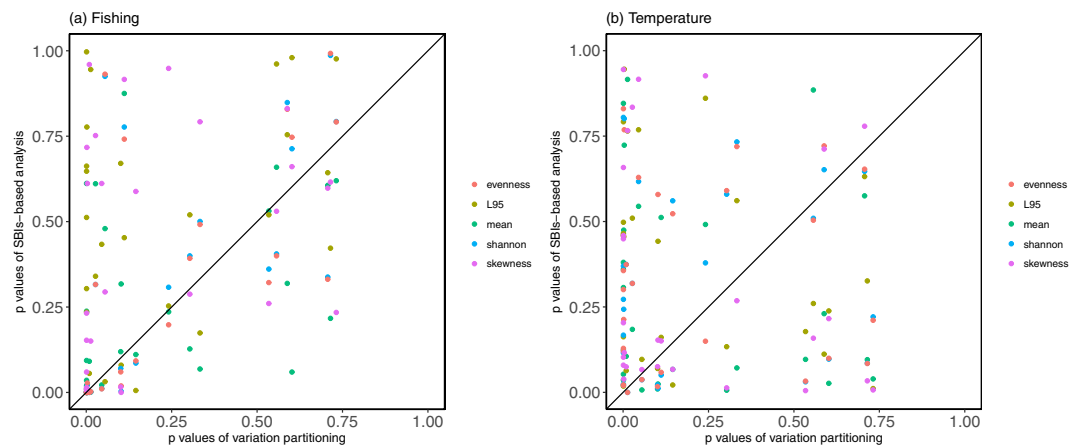 (a) Fishing
1.00
0.75
0.50
0.25
0.00
0.00 0.25 0.50 0.75 1.00
p values of variation partitioning
p values of SBIs−based analysis
evenness
L95
mean
shannon
skewness
(b) Temperature
1.00
0.75
0.50
0.25
0.00
0.00 0.25 0.50 0.75 1.00
p values of variation partitioning
p values of SBIs−based analysis
evenness
L95
mean
shannon
skewness